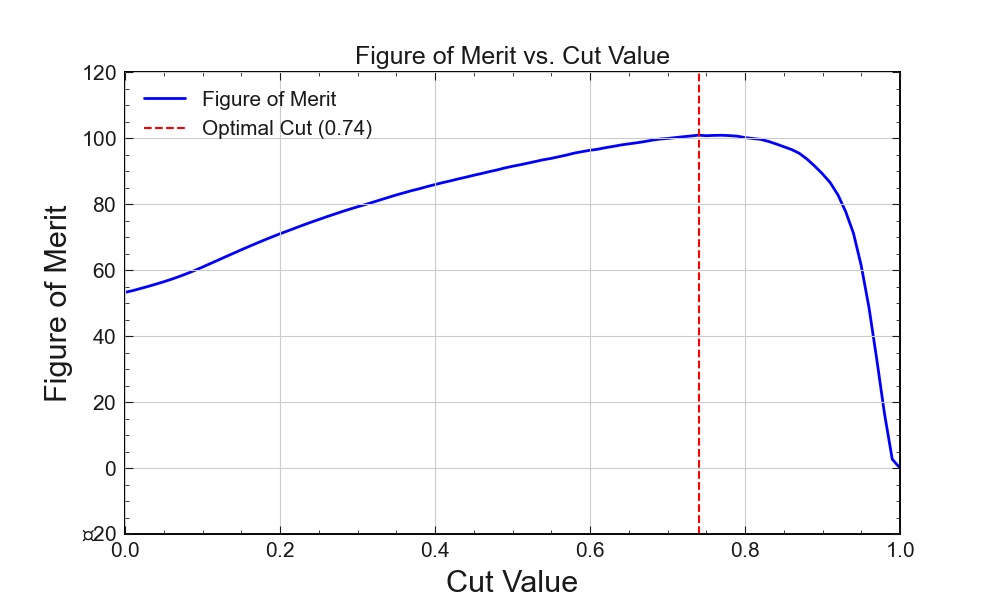 Figure of Merit vs. Cut Value
120
100
80
60
40
20
0
¤20
Figure of Merit
Figure of Merit
Optimal Cut (0.74)
0.0 0.2 0.4 0.6 0.8 1.0
Cut Value